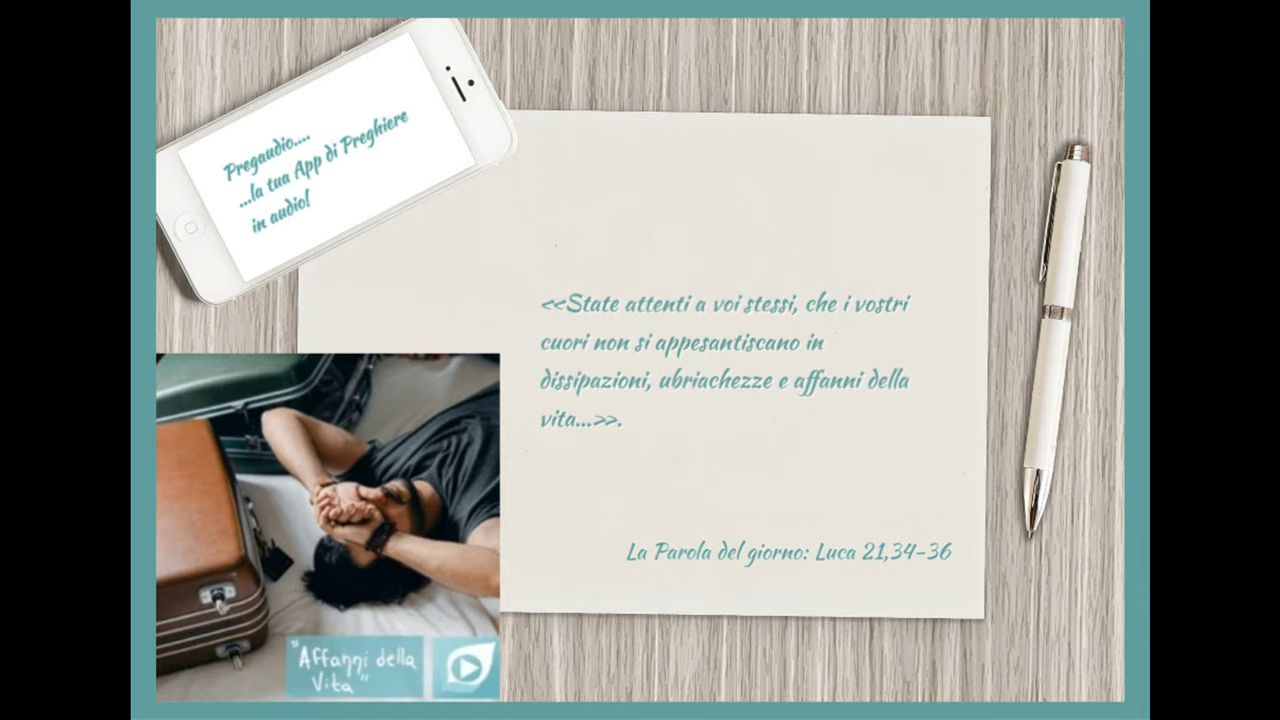 Pregaudio....
...la tua App di Preghiere
in audio!
<<State attenti a voi stessi, che i vostri
cuori non si appesantiscano in
dissipazioni, ubriachezze e affanni della
vita...>>.
La Parola del giorno: Luca 21,34-36
"Affanni della
Vita"